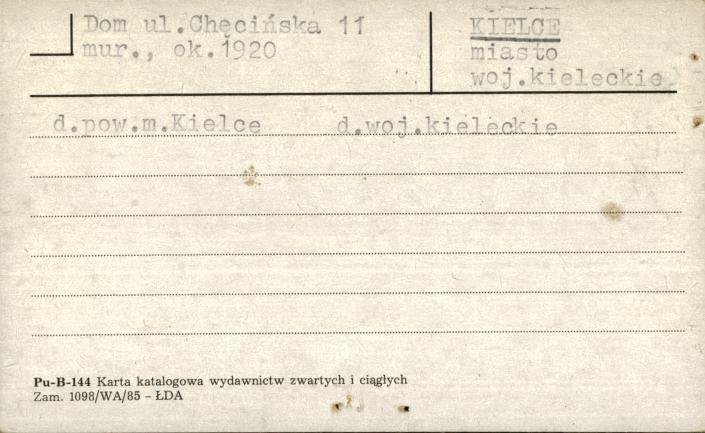 Dom ul.Chęcińska 11
mur., ok.1920
KIELCE
miasto
woj.kieleckie
d.pow.m.Kielce d.woj.kieleckie
Pu-B-144 Karta katalogowa wydawnictw zwartych i ciągłych
Zam. 1098/WA/85 – ŁDA